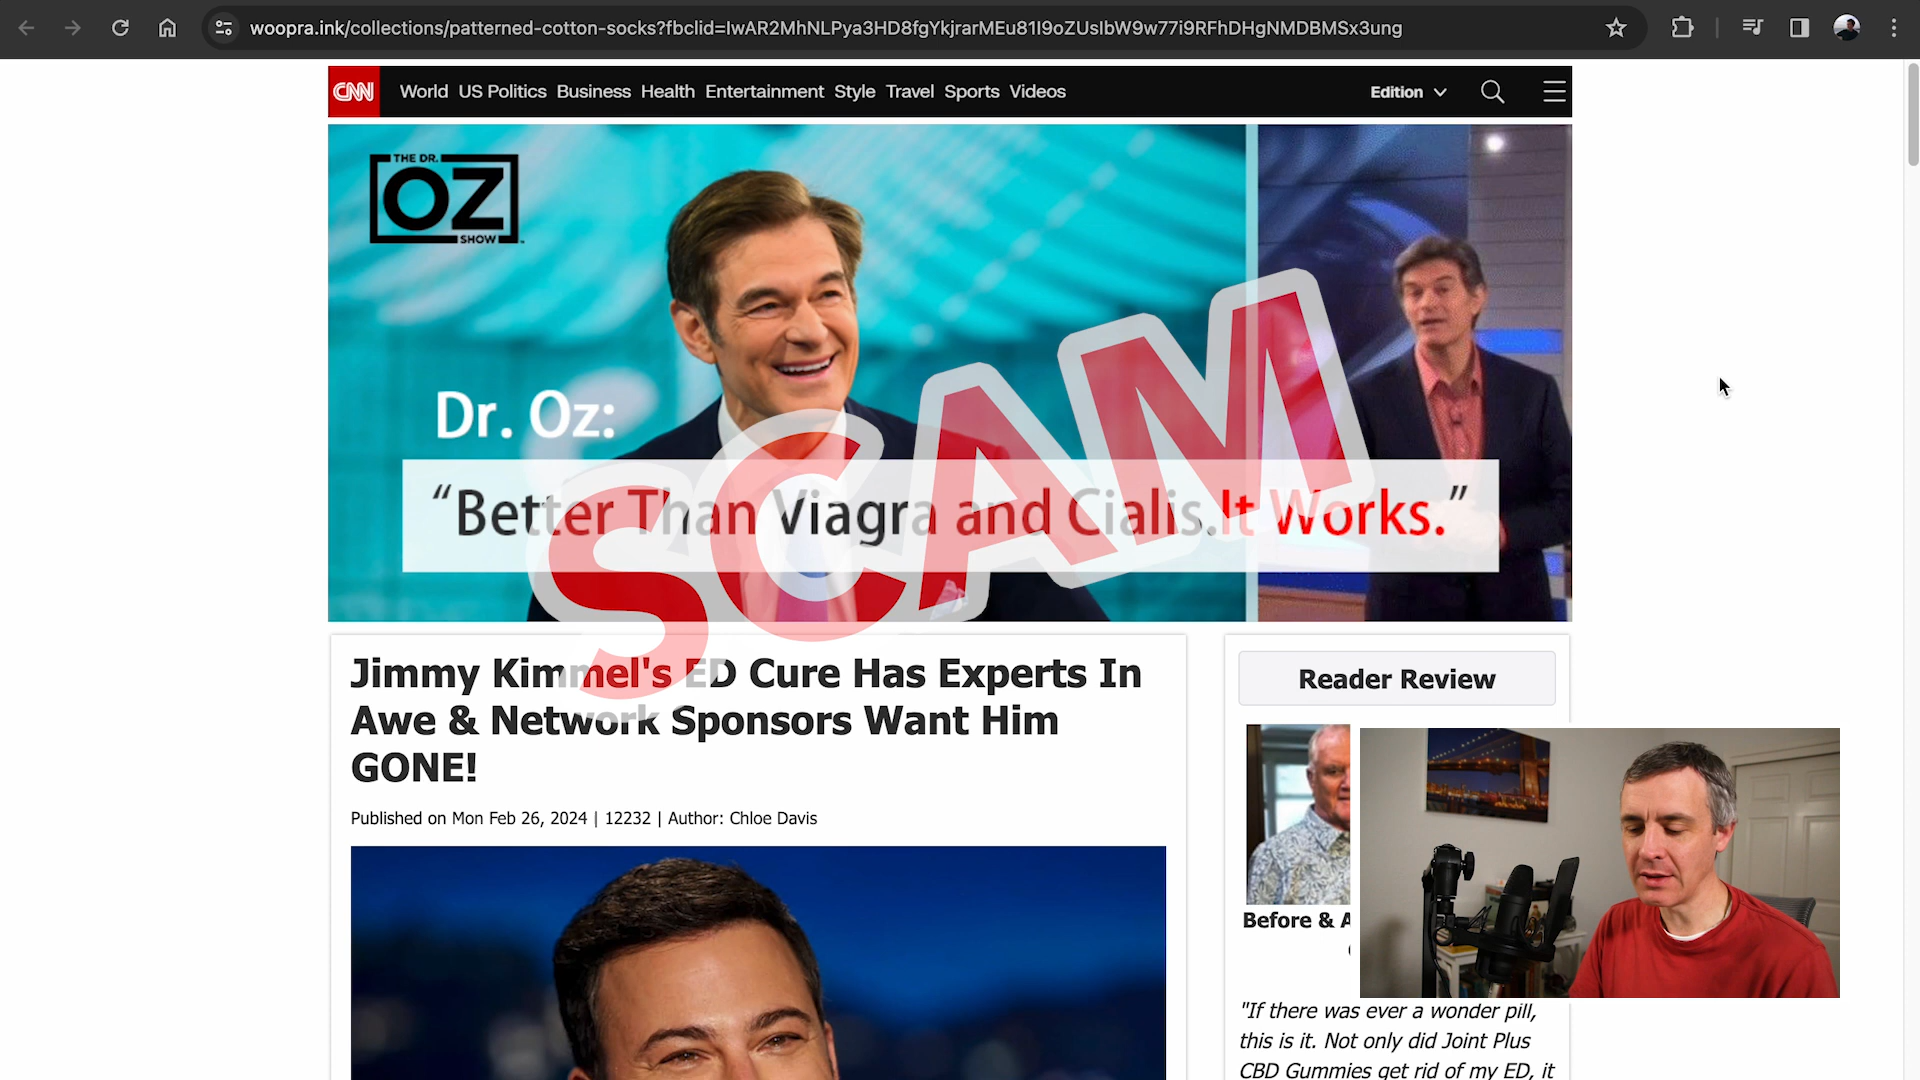 woopra.ink/collections/patterned-cotton-socks?fbclid=IwAR2MhNLPya3HD8fgYkjrarMEu81I9oZUsIbW9w77i9RFhDHgNMDBMSx3ung
CNN World US Politics Business Health Entertainment Style Travel Sports Videos Edition
THE DR.
OZ
SHOW
Dr. Oz:
“Better Than Viagra and Cialis.It Works.”
SCAM
Jimmy Kimmel's ED Cure Has Experts In
Awe & Network Sponsors Want Him
GONE!
Published on Mon Feb 26, 2024 | 12232 | Author: Chloe Davis
Reader Review
Before &
"If there was ever a wonder pill,
this is it. Not only did Joint Plus
CBD Gummies get rid of my ED, it